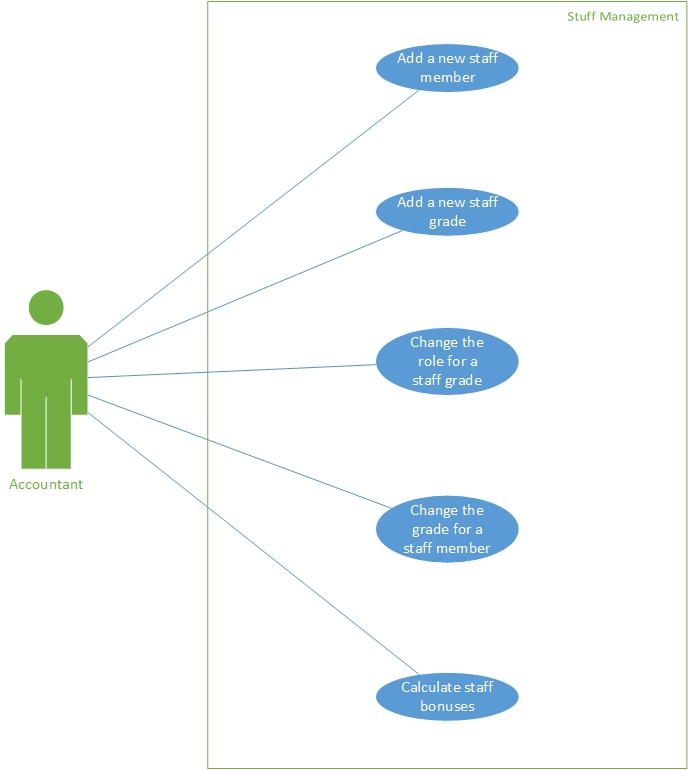 Stuff Management
Add a new staff
member
Add a new staff
grade
Change the
role for a
staff grade
Accountant
Change the
grade for a
staff member
Calculate staff
bonuses